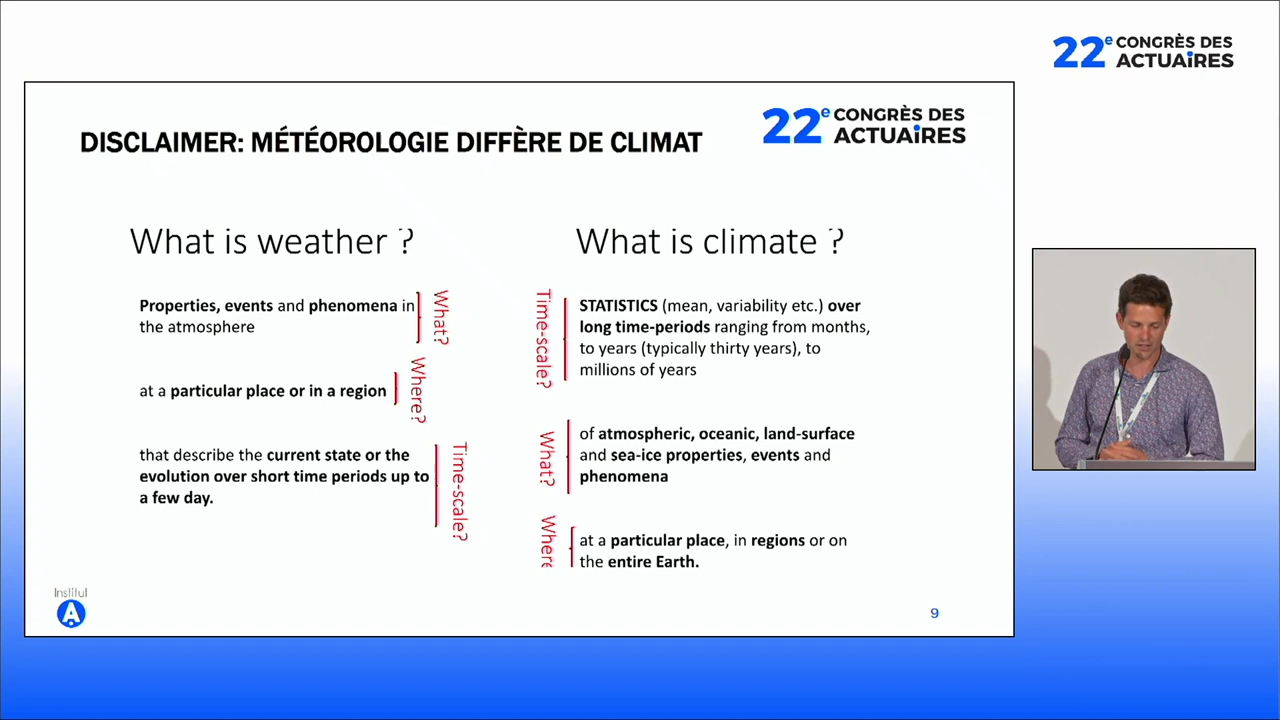 22e CONGRÈS DES
ACTUAiRES
22e CONGRÈS DES
ACTUAiRES
DISCLAIMER: MÉTÉOROLOGIE DIFFÈRE DE CLIMAT
What is weather ?
Properties, events and phenomena in
the atmosphere
What?
at a particular place or in a region
Where?
that describe the current state or the
evolution over short time periods up to
a few day.
Time-scale?
What is climate ?
Time-scale?
STATISTICS (mean, variability etc.) over
long time-periods ranging from months,
to years (typically thirty years), to
millions of years
What?
of atmospheric, oceanic, land-surface
and sea-ice properties, events and
phenomena
Where
at a particular place, in regions or on
the entire Earth.
Institut
A
9